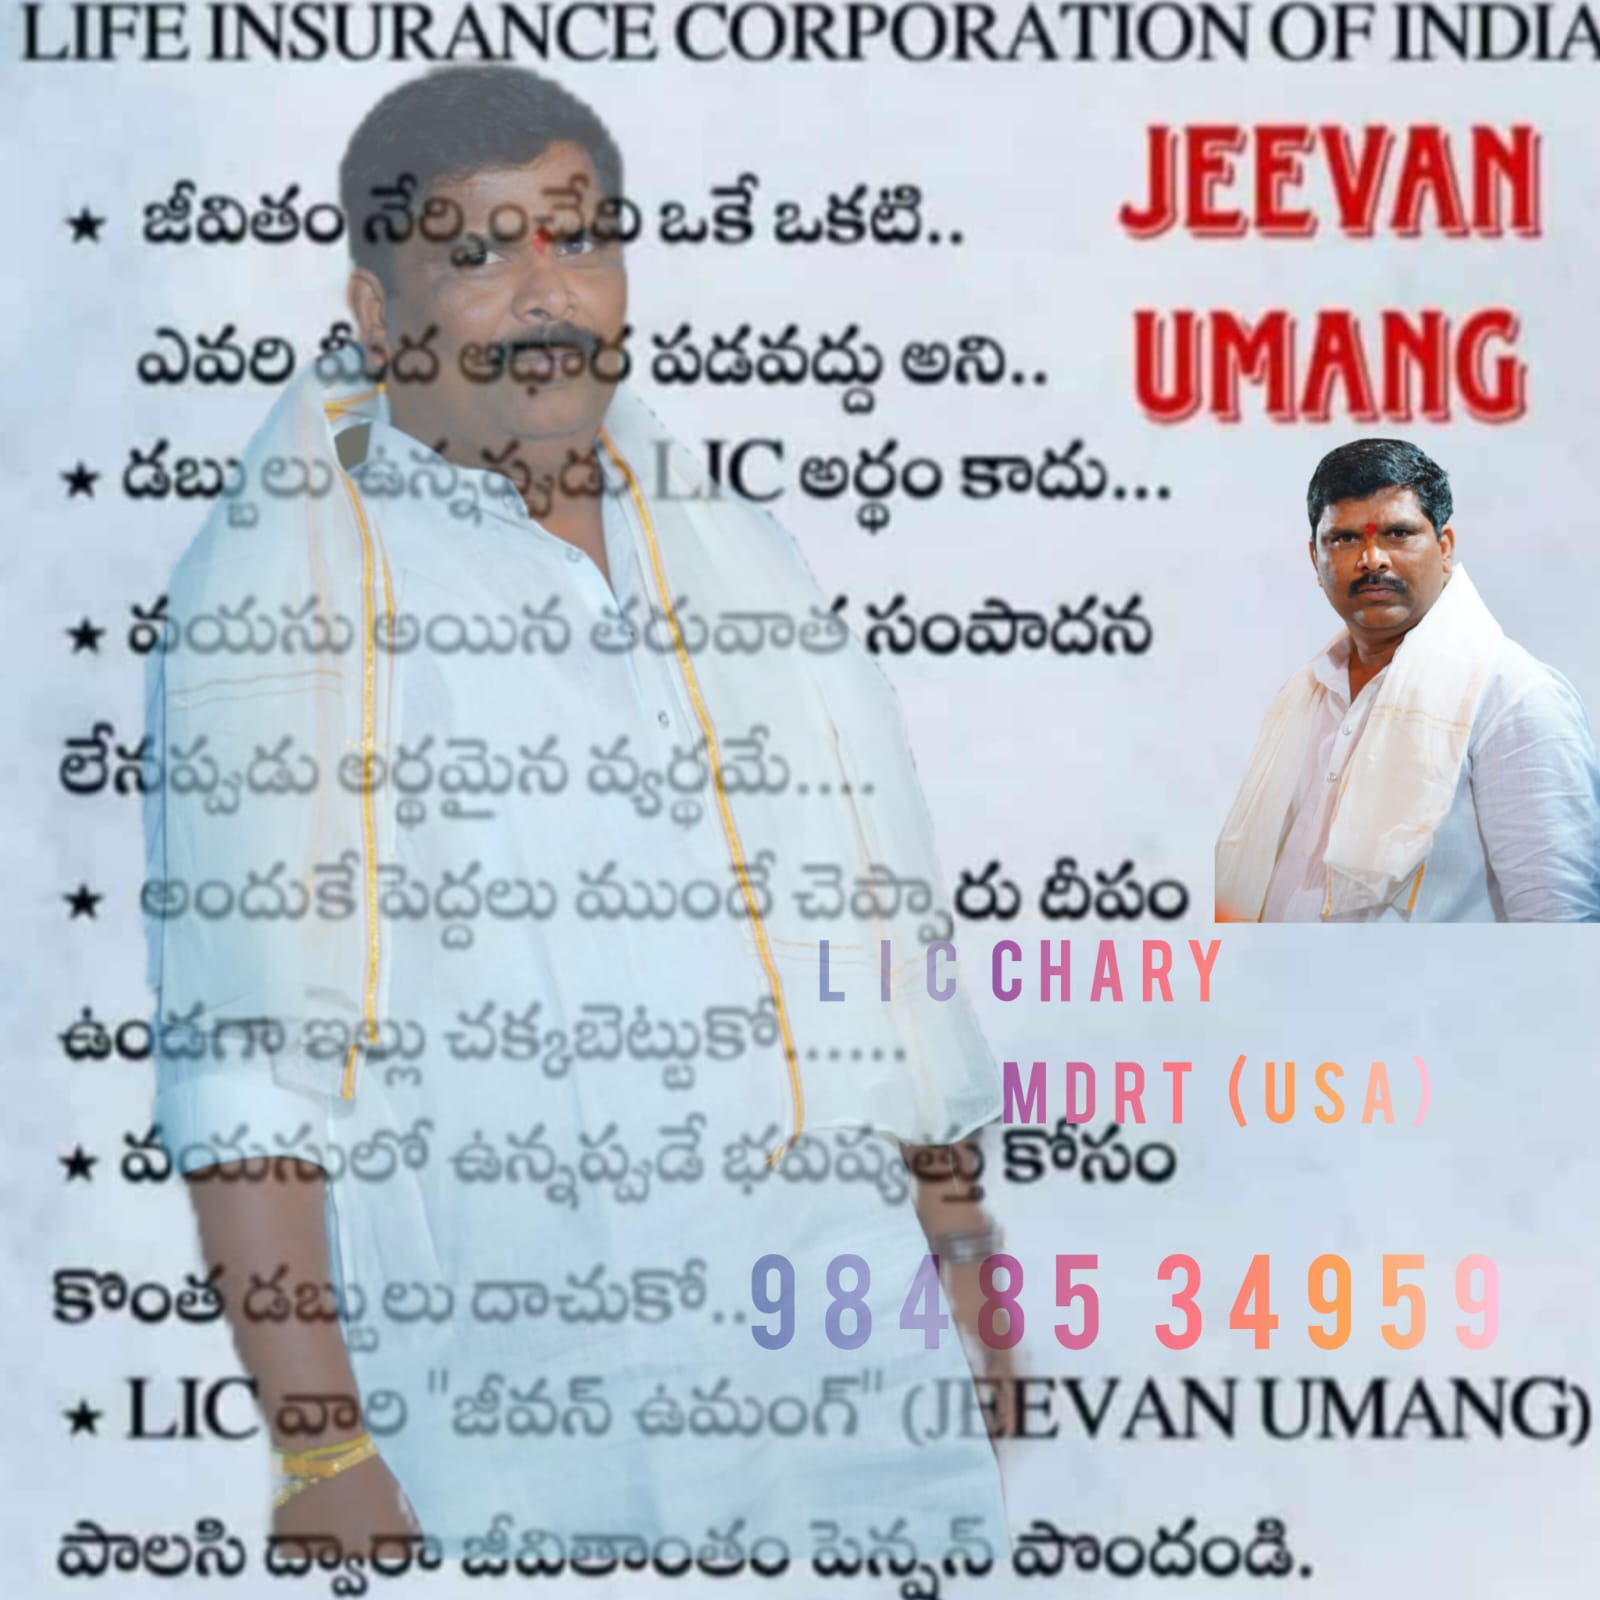 LIFE INSURANCE CORPORATION OF INDIA
JEEVAN
UMANG
★ జీవితం నేర్పించేది ఒకే ఒకటి..
ఎవరి మీద ఆధార పడవద్దు అని..
★ డబ్బులు ఉన్నప్పుడు LIC అర్థం కాదు...
★ వయసు అయిన తరువాత సంపాదన
లేనప్పుడు అర్థమైన వ్యర్థమే....
★ అందుకే పెద్దలు ముందే చెప్పారు దీపం
LIC CHARY
ఉండగా ఇల్లు చక్కబెట్టుకో......
MDRT (USA)
★ వయసులో ఉన్నప్పుడే భవిష్యత్తు కోసం
కొంత డబ్బులు దాచుకో..
98485 34959
★ LIC వారి "జీవన్ ఉమంగ్" (JEEVAN UMANG)
పాలసి ద్వారా జీవితాంతం పెన్షన్ పొందండి.